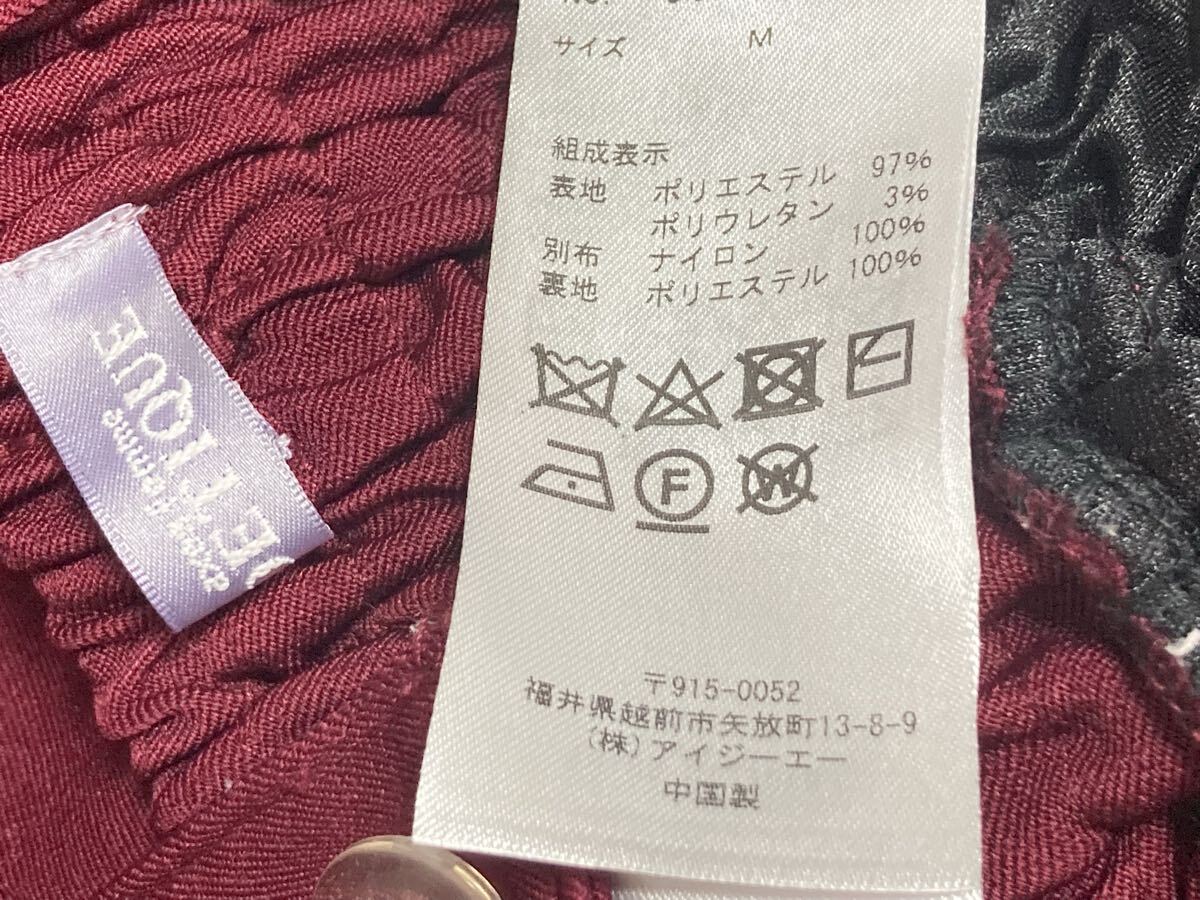 サイズ M
組成表示
表地 ポリエステル 97%
ポリウレタン 3%
別布 ナイロン 100%
裏地 ポリエステル 100%
F
W
〒915-0052
福井県越前市矢放町13-8-9
(株)アイジーエー
中国製